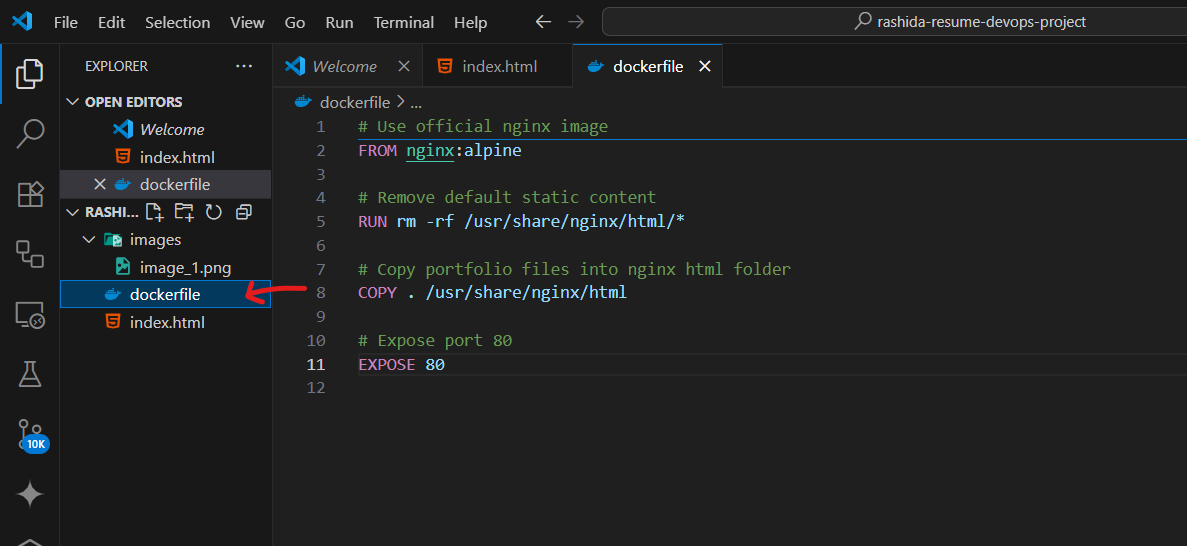 File Edit Selection View Go Run Terminal Help
rashida-resume-devops-project
EXPLORER
OPEN EDITORS
Welcome
index.html
dockerfile
RASHI...
images
image_1.png
dockerfile
index.html
10K
Welcome
index.html
dockerfile
dockerfile > ...
1 # Use official nginx image
2 FROM nginx:alpine
3
4 # Remove default static content
5 RUN rm -rf /usr/share/nginx/html/*
6
7 # Copy portfolio files into nginx html folder
8 COPY . /usr/share/nginx/html
9
10 # Expose port 80
11 EXPOSE 80
12